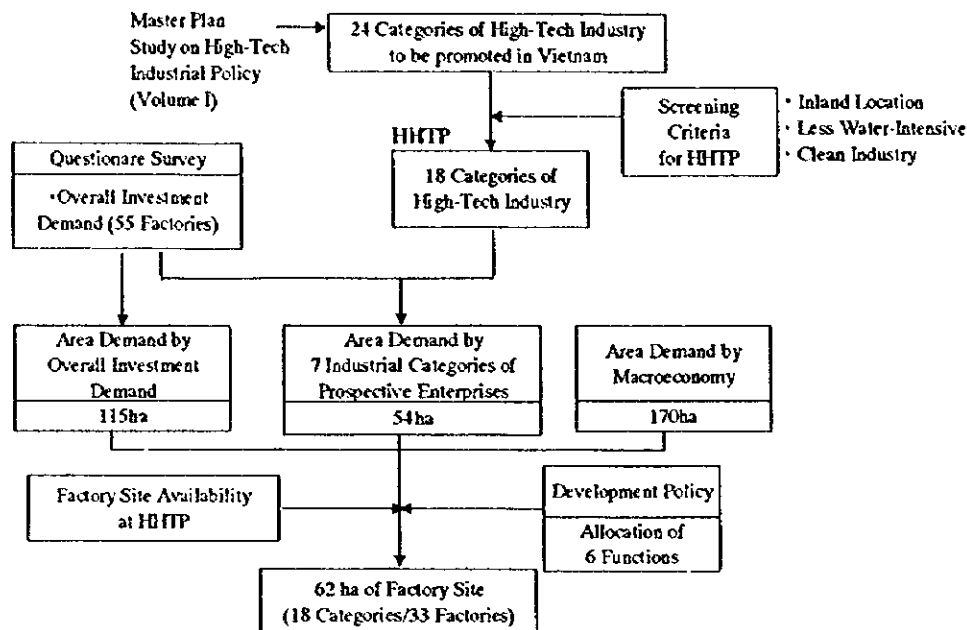 Master Plan
Study on High-Tech
Industrial Policy
(Volume I)
24 Categories of High-Tech Industry
to be promoted in Vietnam
Screening
Criteria
for HHTP
· Inland Location
· Less Water-Intensive
· Clean Industry
HHTP
18 Categories of
High-Tech Industry
Questionare Survey
·Overall Investment
Demand (55 Factories)
Area Demand by
Overall Investment
Demand
115ha
Area Demand by
7 Industrial Categories of
Prospective Enterprises
54ha
Area Demand by
Macroeconomy
170ha
Factory Site Availability
at HHTP
Development Policy
Allocation of
6 Functions
62 ha of Factory Site
(18 Categories/33 Factories)